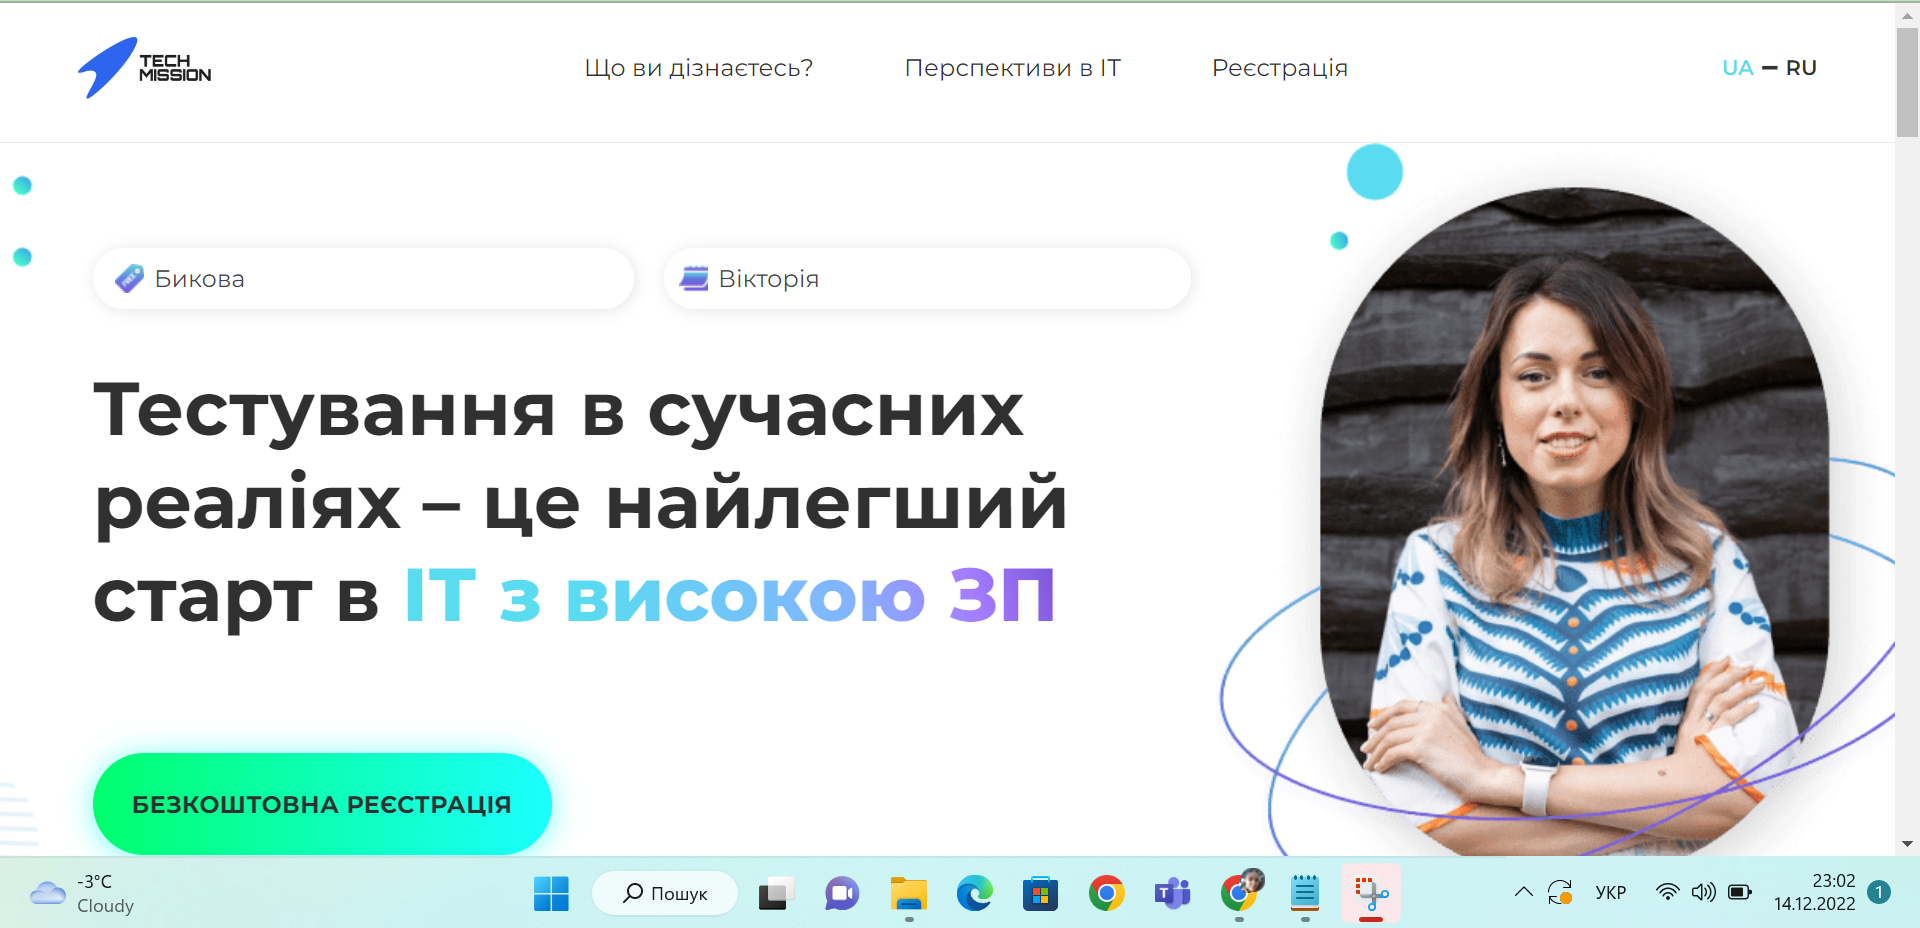 TECH
MISSION
Що ви дізнаєтесь?
Перспективи в IT
Реєстрація
UA — RU
Бикова
Вікторія
Тестування в сучасних
реаліях – це найлегший
старт в IT з високою ЗП
БЕЗКОШТОВНА РЕЄСТРАЦІЯ
-3°C
Cloudy
Пошук
УКР
23:02
14.12.2022
1